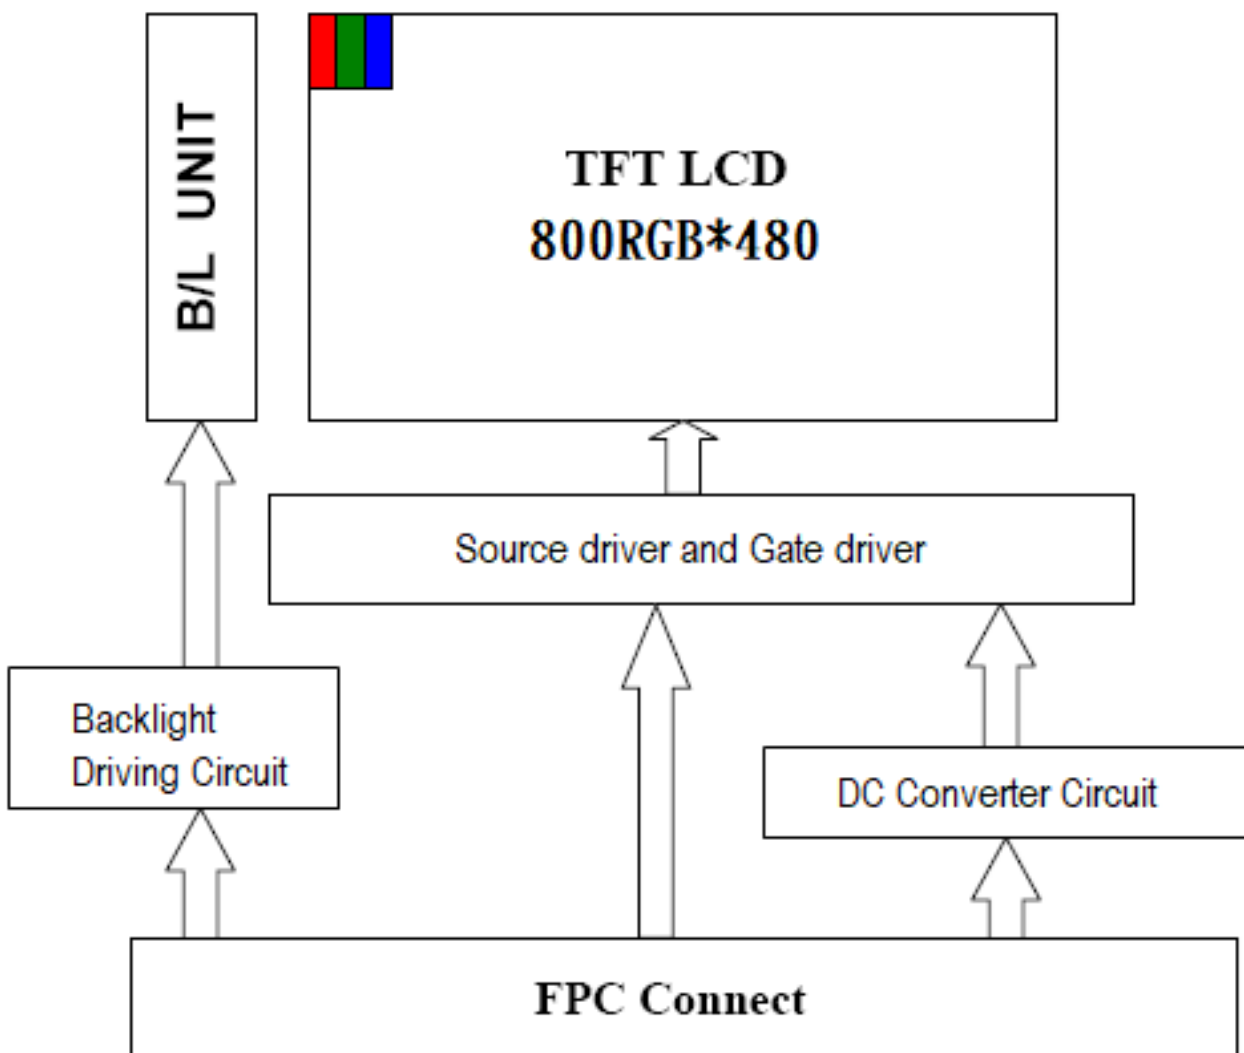 B/L UNIT
TFT LCD
800RGB*480
Source driver and Gate driver
Backlight
Driving Circuit
DC Converter Circuit
FPC Connect